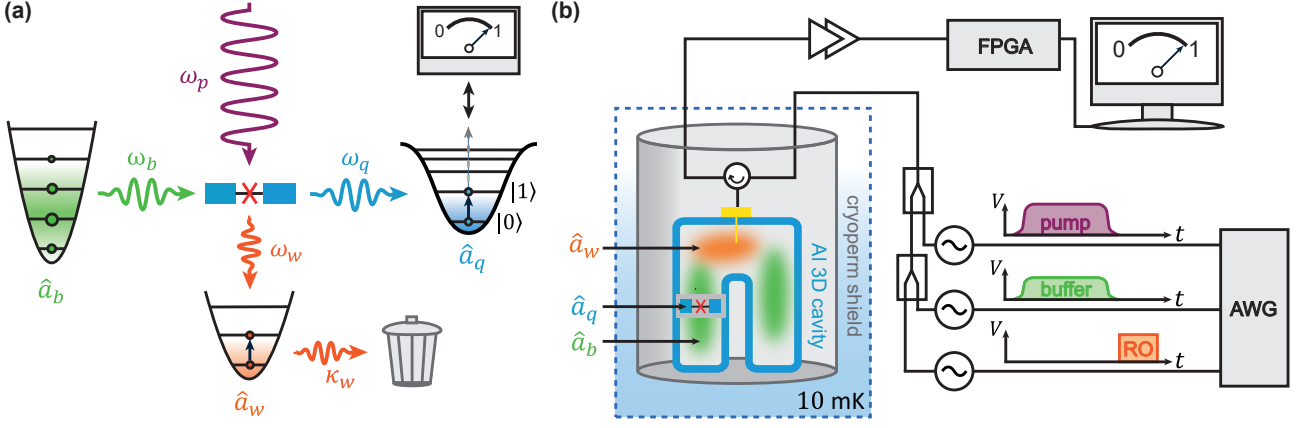 (a)
ω_p
0 1
ω_b
ω_q
|1⟩
|0⟩
â_b
ω_w
â_q
κ_w
â_w
(b)
FPGA
0 1
cryoperm shield
Al 3D cavity
â_w
â_q
â_b
10 mK
V pump t
V buffer t
V RO t
AWG